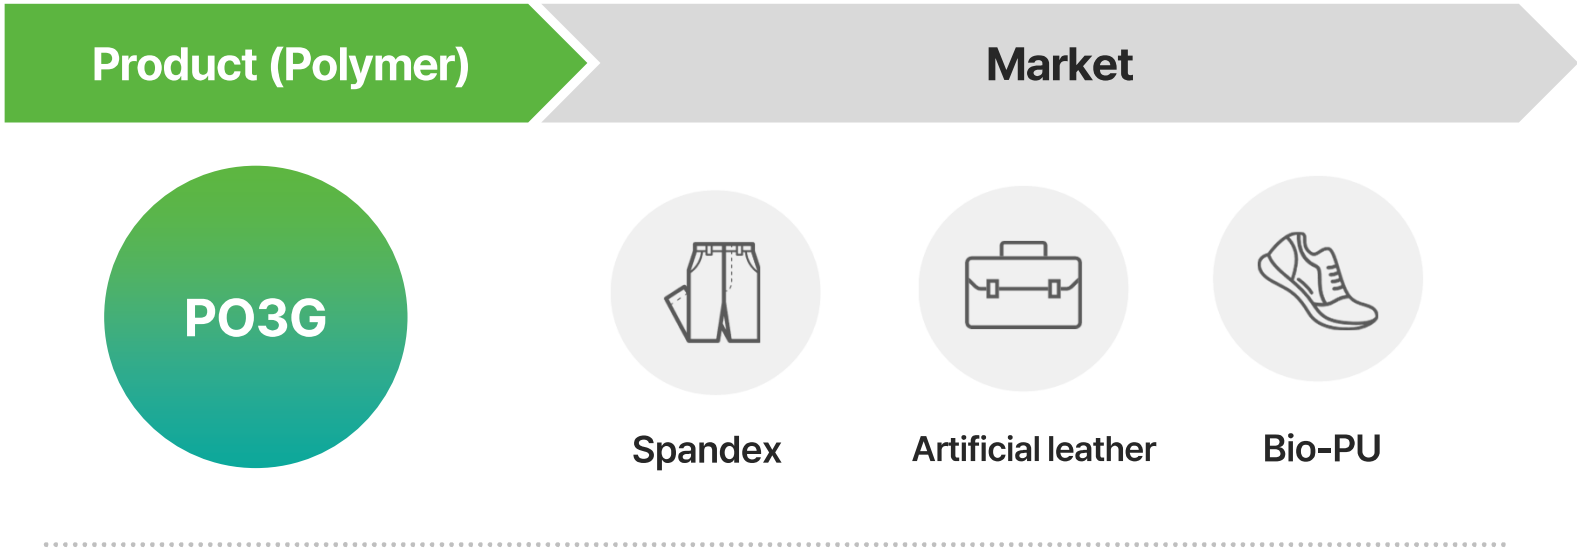 Product (Polymer)
Market
PO3G
Spandex
Artificial leather
Bio-PU